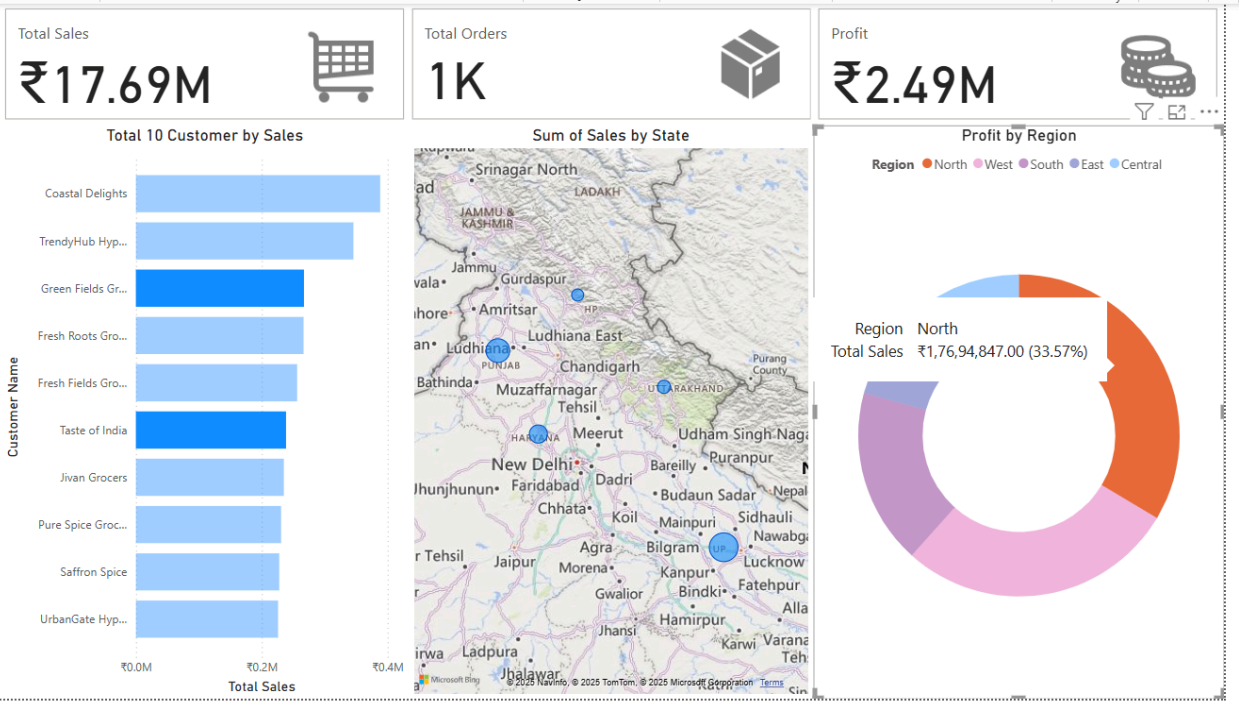 Total Sales
₹17.69M
Total Orders
1K
Profit
₹2.49M
Total 10 Customer by Sales
Customer Name
Coastal Delights
TrendyHub Hyp...
Green Fields Gr...
Fresh Roots Gro...
Fresh Fields Gro...
Taste of India
Jivan Grocers
Pure Spice Groc...
Saffron Spice
UrbanGate Hyp...
₹0.0M ₹0.2M ₹0.4M
Total Sales
Sum of Sales by State
Srinagar North
ad
LADAKH
JAMMU &
KASHMIR
Jammu
Gurdaspur
wala
HP
Amritsar
hore
Ludhiana East
an
Ludhiana
PUNJAB
Chandigarh
Purang
County
Bathinda
Muzaffarnagar
Tehsil
UTTARAKHAND
HARYANA
Meerut
Udham Singh Naga
Puranpur
New Delhi
Bareilly
Dadri
Nepal
Jhunjhunun
Faridabad
Budaun Sadar
Chhata
Koil
Mainpuri
Sidhauli
Nawabga
r Tehsil
Agra
Bilgram
UP
Lucknow
Jaipur
Morena
Kanpur
Fatehpur
Gwalior
Bindki
Alla
Jhansi
Hamirpur
Karwi
Varana
Teh
irwa
Ladpura
Jhalawar
Microsoft Bing
© 2025 NavInfo, © 2025 TomTom, © 2025 Microsoft Corporation Terms
Profit by Region
Region North West South East Central
Region North
Total Sales ₹1,76,94,847.00 (33.57%)